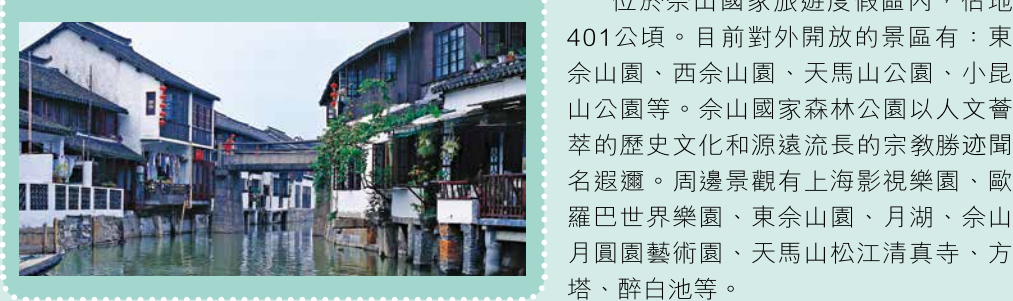 位於佘山國家旅遊度假區內，佔地
401公頃。目前對外開放的景區有：東
佘山園、西佘山園、天馬山公園、小昆
山公園等。佘山國家森林公園以人文薈
萃的歷史文化和源遠流長的宗教勝迹聞
名遐邇。周邊景觀有上海影視樂園、歐
羅巴世界樂園、東佘山園、月湖、佘山
月圓園藝術園、天馬山松江清真寺、方
塔、醉白池等。